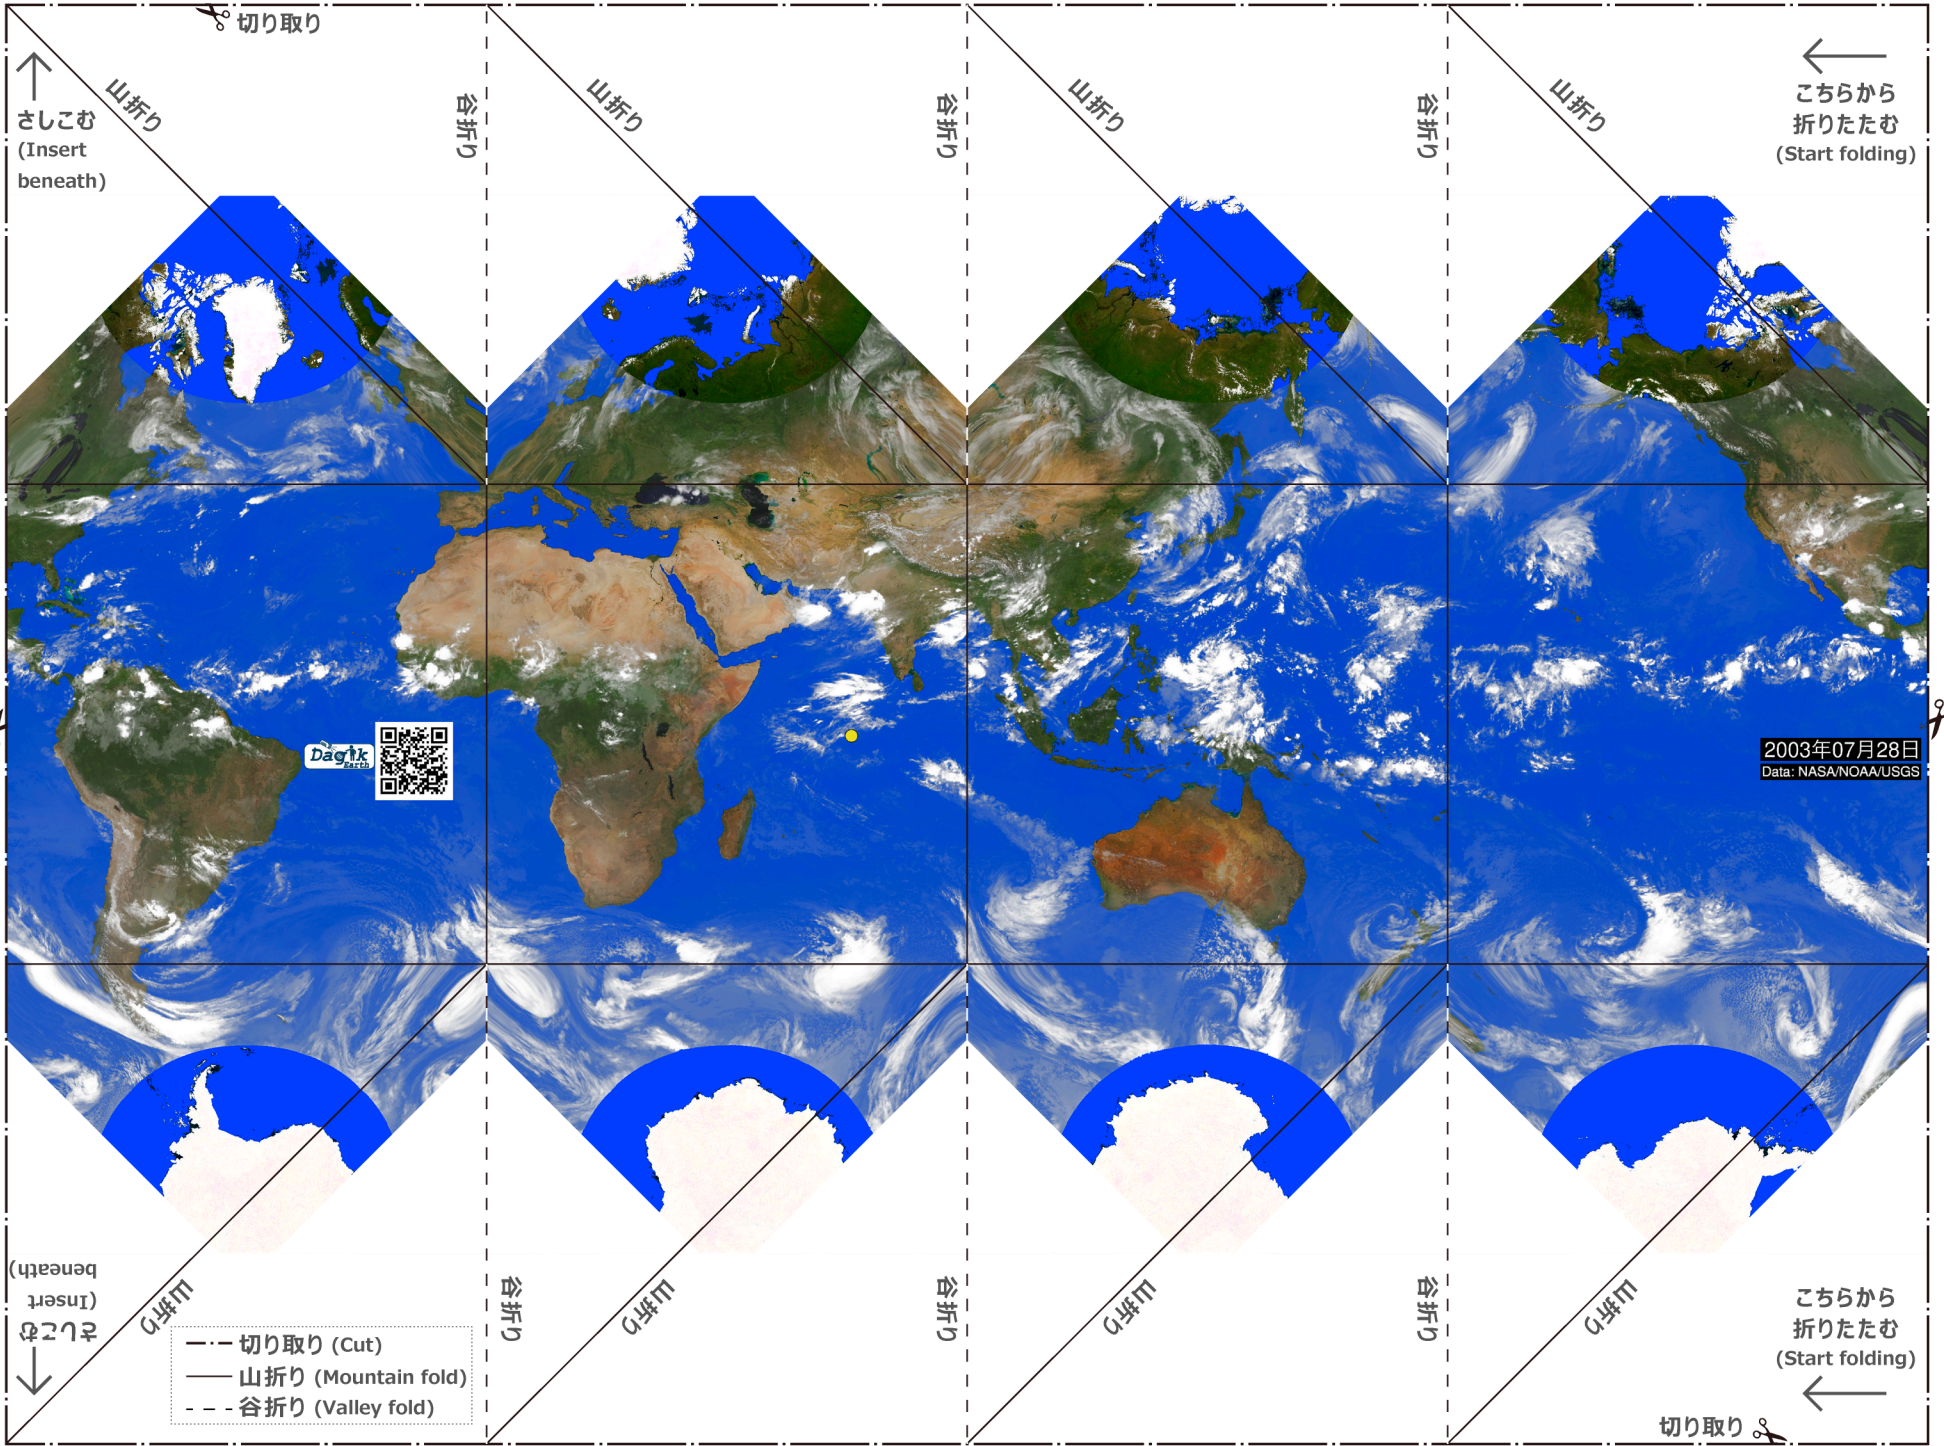 切り取り
さしこむ
(Insert
beneath)
山折り
谷折り
山折り
谷折り
山折り
谷折り
山折り
こちらから
折りたたむ
(Start folding)
Dagik
Earth
2003年07月28日
Data: NASA/NOAA/USGS
さしこむ
(Insert
beneath)
山折り
谷折り
山折り
谷折り
山折り
谷折り
山折り
こちらから
折りたたむ
(Start folding)
切り取り (Cut)
山折り (Mountain fold)
谷折り (Valley fold)
切り取り